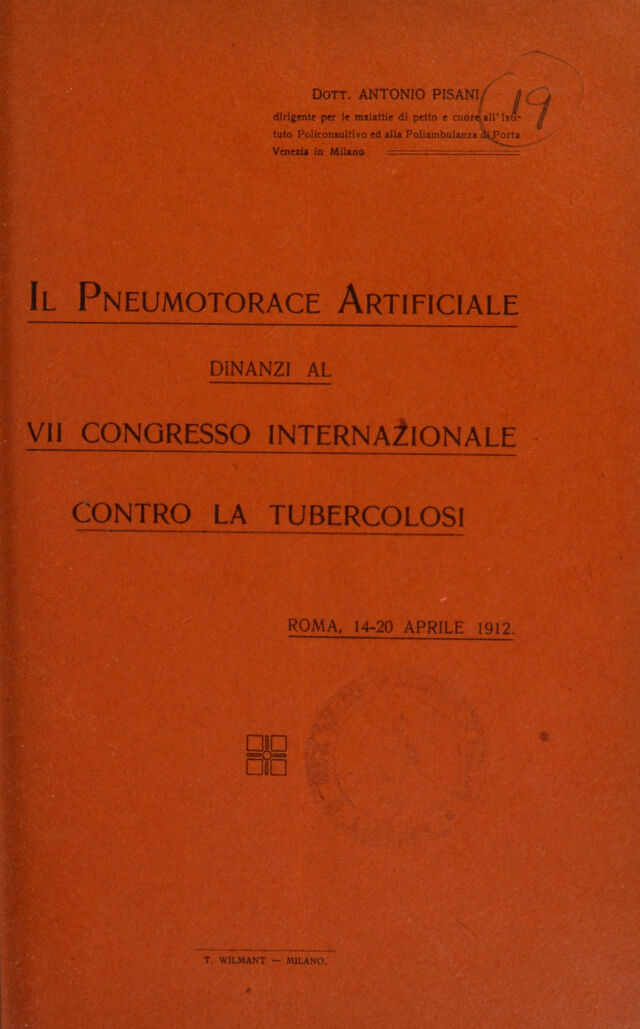 DOTT. ANTONIO PISANI
19
dirigente per le malattie di petto e cuore all' Isti-
tuto Policonsultivo ed alla Poliambulanza di Porta
Venezia in Milano
IL PNEUMOTORACE ARTIFICIALE
DINANZI AL
VII CONGRESSO INTERNAZIONALE
CONTRO LA TUBERCOLOSI
ROMA, 14-20 APRILE 1912.
T. WILMANT — MILANO.